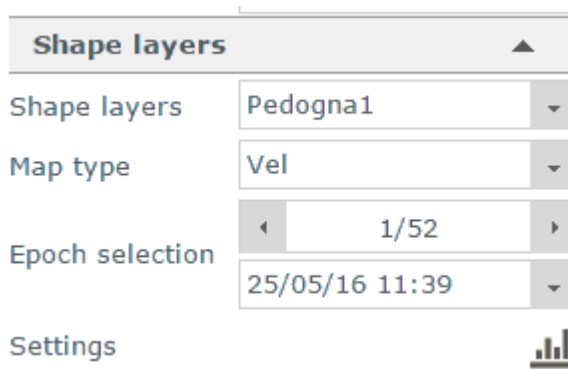 Shape layers
Shape layers Pedogna1
Map type Vel
1/52
Epoch selection
25/05/16 11:39
Settings